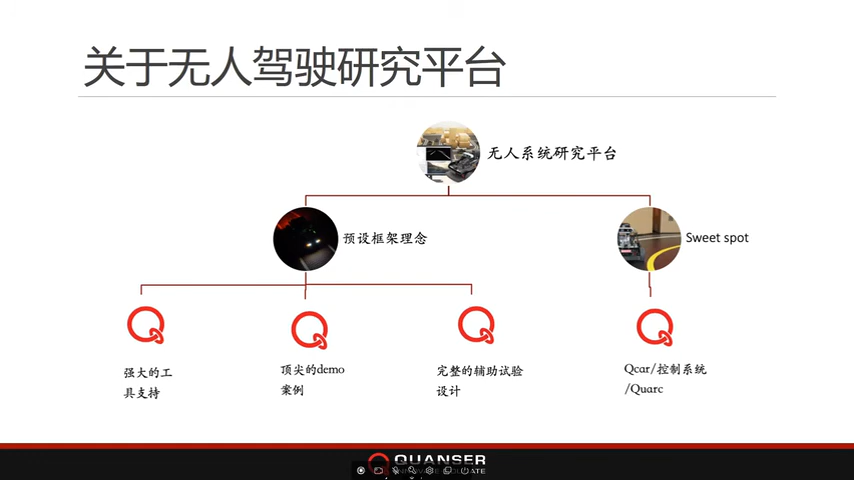 关于无人驾驶研究平台
无人系统研究平台
预设框架理念
Sweet spot
强大的工
具支持
顶尖的demo
案例
完整的辅助试验
设计
Qcar/控制系统
/Quarc
QUANSER